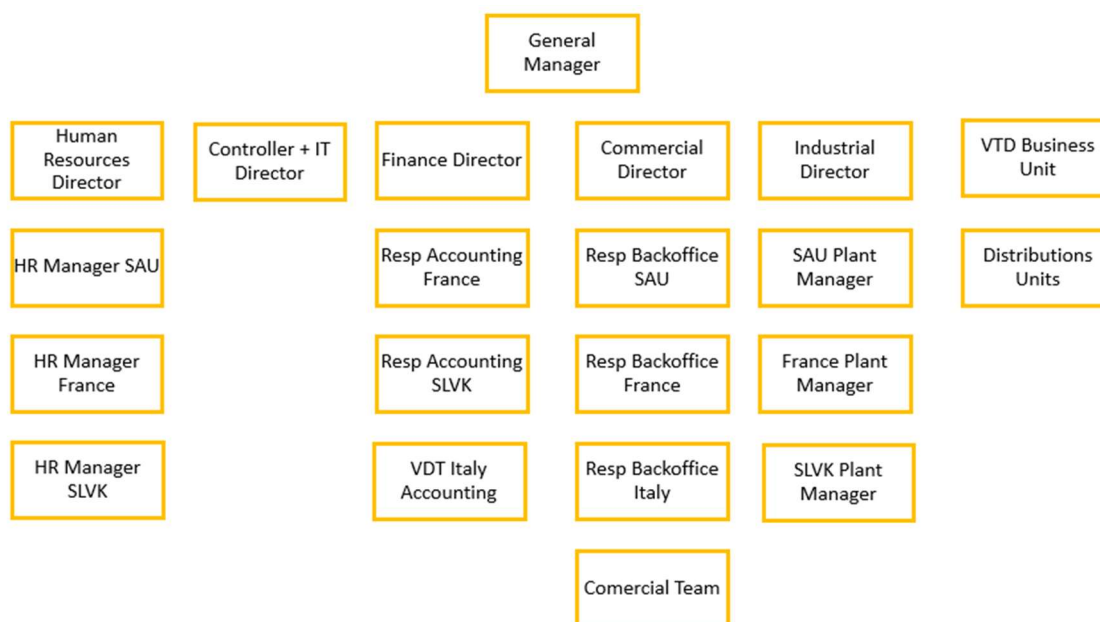 General
Manager
Human
Resources
Director
Controller + IT
Director
Finance Director
Commercial
Director
Industrial
Director
VTD Business
Unit
HR Manager SAU
Resp Accounting
France
Resp Backoffice
SAU
SAU Plant
Manager
Distributions
Units
HR Manager
France
Resp Accounting
SLVK
Resp Backoffice
France
France Plant
Manager
HR Manager
SLVK
VDT Italy
Accounting
Resp Backoffice
Italy
SLVK Plant
Manager
Comercial Team